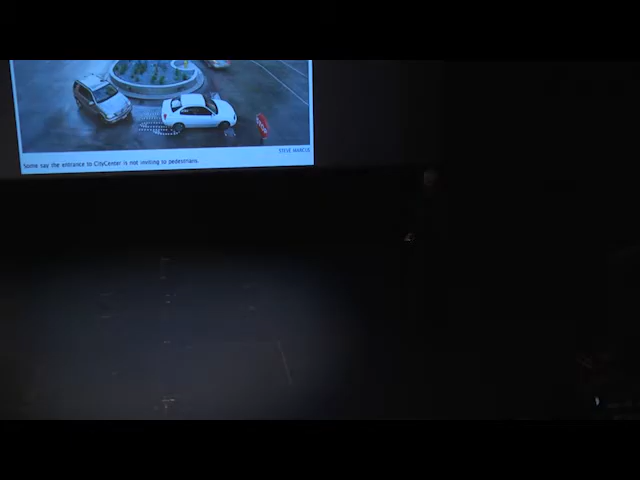 STEVE MARCUS
Some say the entrance to CityCenter is not inviting to pedestrians.